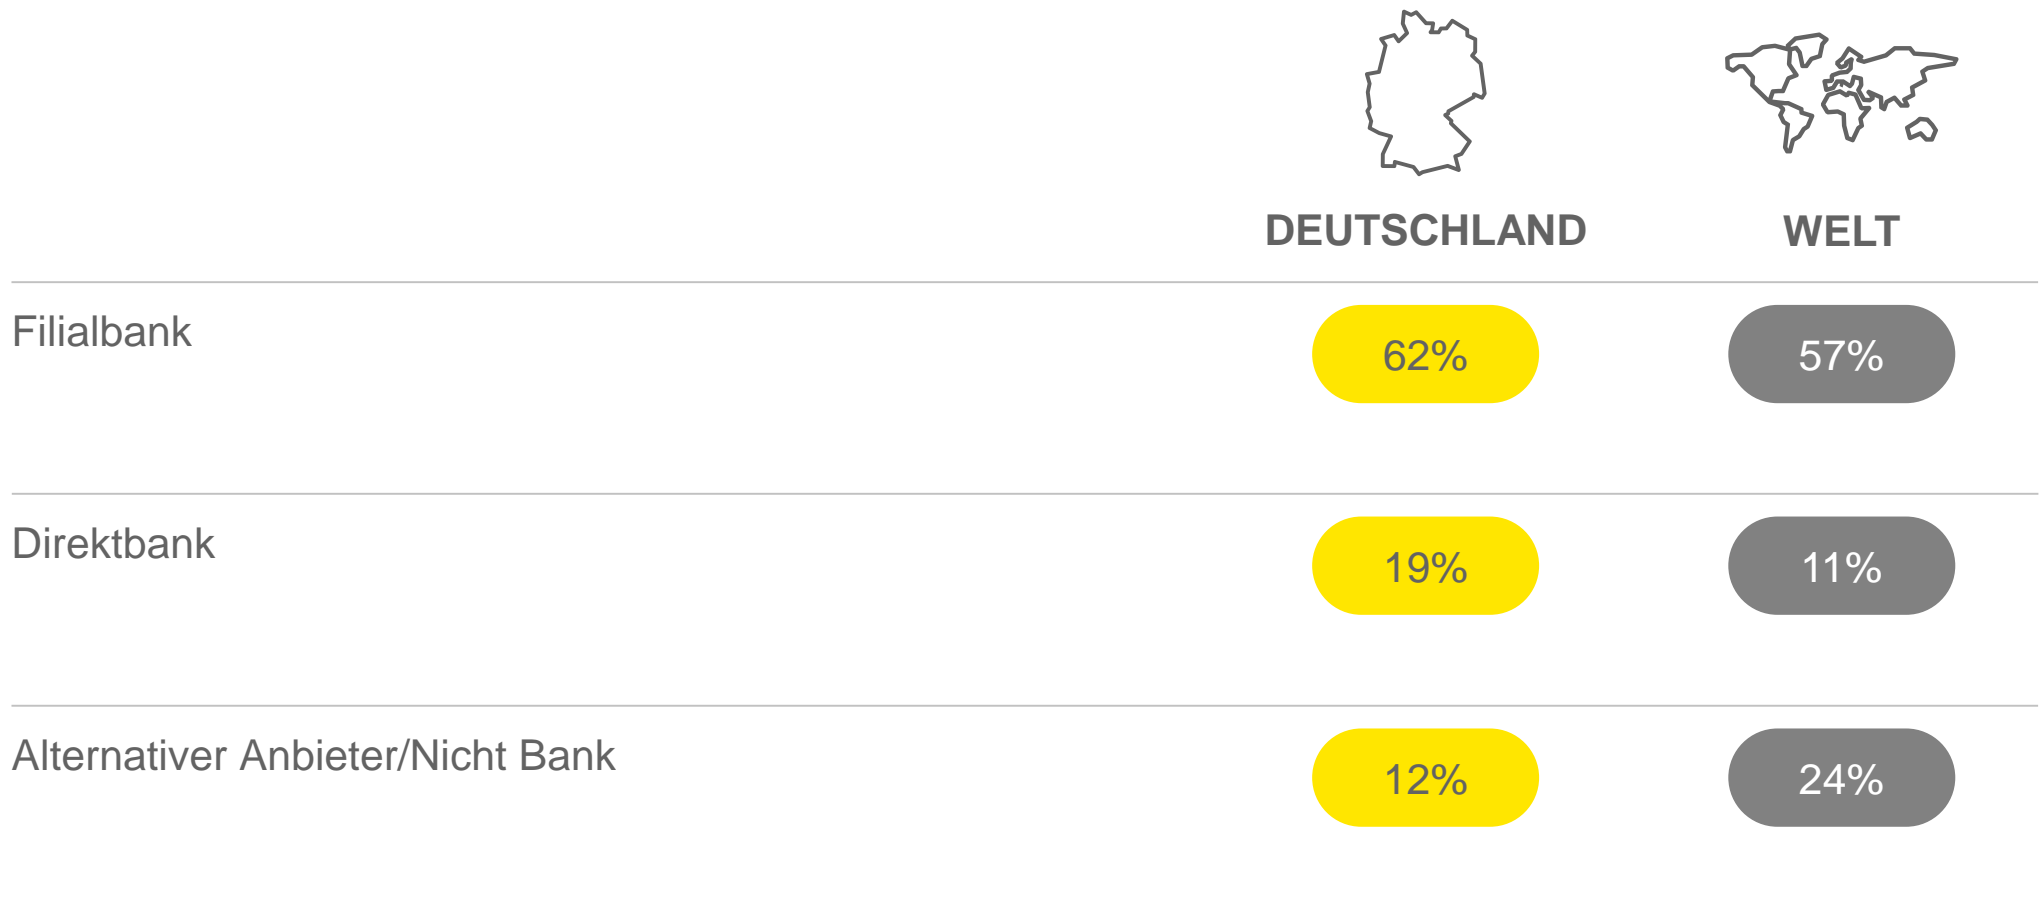 DEUTSCHLAND WELT
Filialbank 62% 57%
Direktbank 19% 11%
Alternativer Anbieter/Nicht Bank 12% 24%